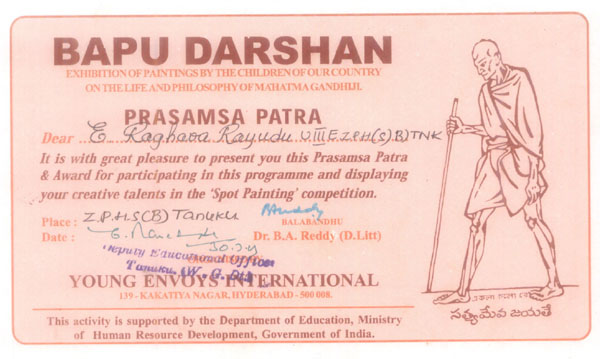 BAPU DARSHAN
EXHIBITION OF PAINTINGS BY THE CHILDREN OF OUR COUNTRY
ON THE LIFE AND PHILOSOPHY OF MAHATMA GANDHIJI.
PRASAMSA PATRA
Dear E. Raghava Rayudu VIII E Z.P.H(S)(B) TNK
It is with great pleasure to present you this Prasamsa Patra
& Award for participating in this programme and displaying
your creative talents in the 'Spot Painting' competition.
Place : Z.P.H.S(B) Tanuku
BALABANDHU
Date :
Dr. B.A. Reddy (D.Litt)
Deputy Educational Officer
Tanuku. (W. G. Dt)
YOUNG ENVOYS INTERNATIONAL
139 - KAKATIYA NAGAR, HYDERABAD - 500 008.
సత్యమేవ జయతే
This activity is supported by the Department of Education, Ministry
of Human Resource Development, Government of India.